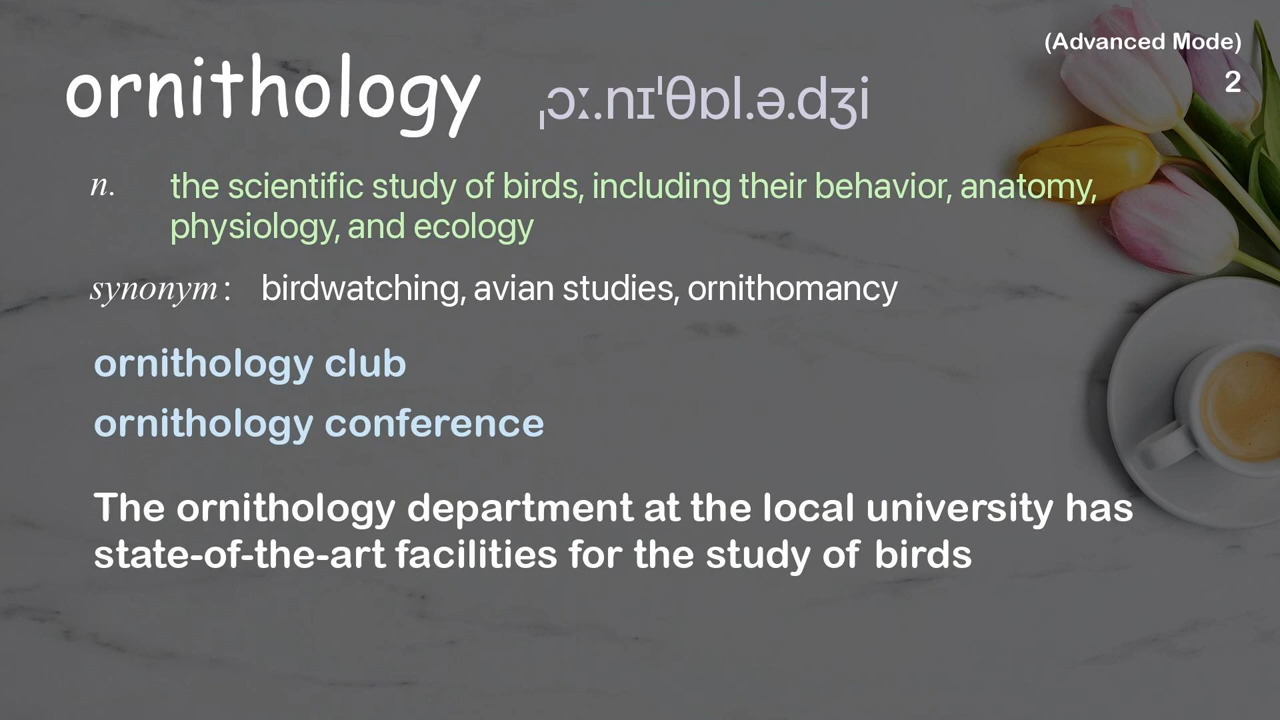 (Advanced Mode)
2
ornithology ˌɔː.nɪˈθɒl.ə.dʒi
n. the scientific study of birds, including their behavior, anatomy,
physiology, and ecology
synonym: birdwatching, avian studies, ornithomancy
ornithology club
ornithology conference
The ornithology department at the local university has
state-of-the-art facilities for the study of birds